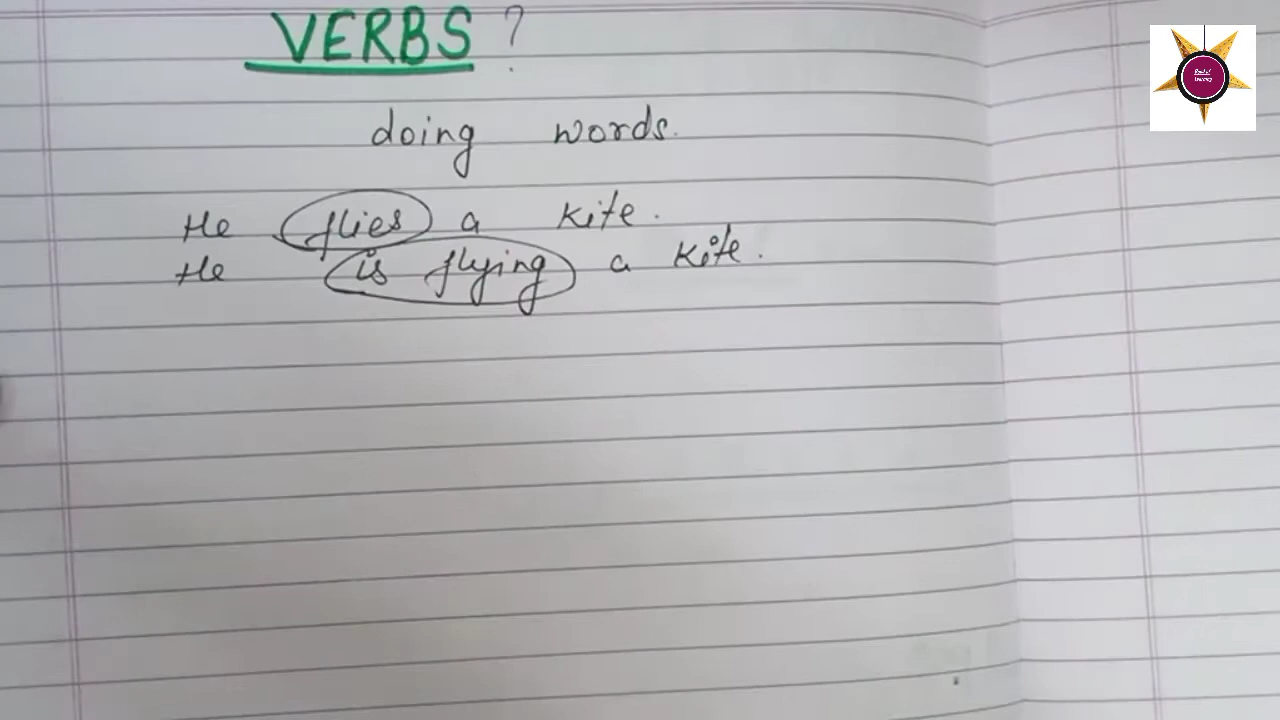 VERBS ?
doing words.
He flies a kite.
He is flying a kite.